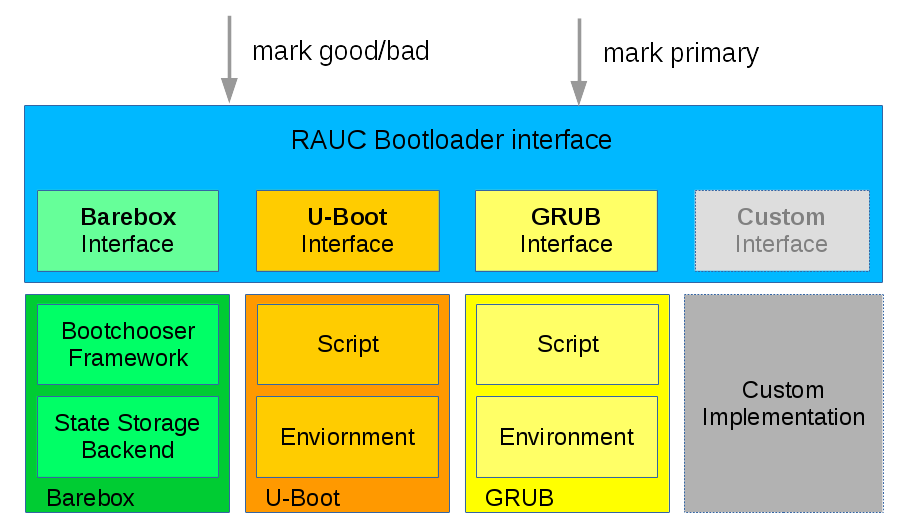 mark good/bad
mark primary
RAUC Bootloader interface
Barebox
Interface
U-Boot
Interface
GRUB
Interface
Custom
Interface
Bootchooser
Framework
State Storage
Backend
Barebox
Script
Enviornment
U-Boot
Script
Environment
GRUB
Custom
Implementation